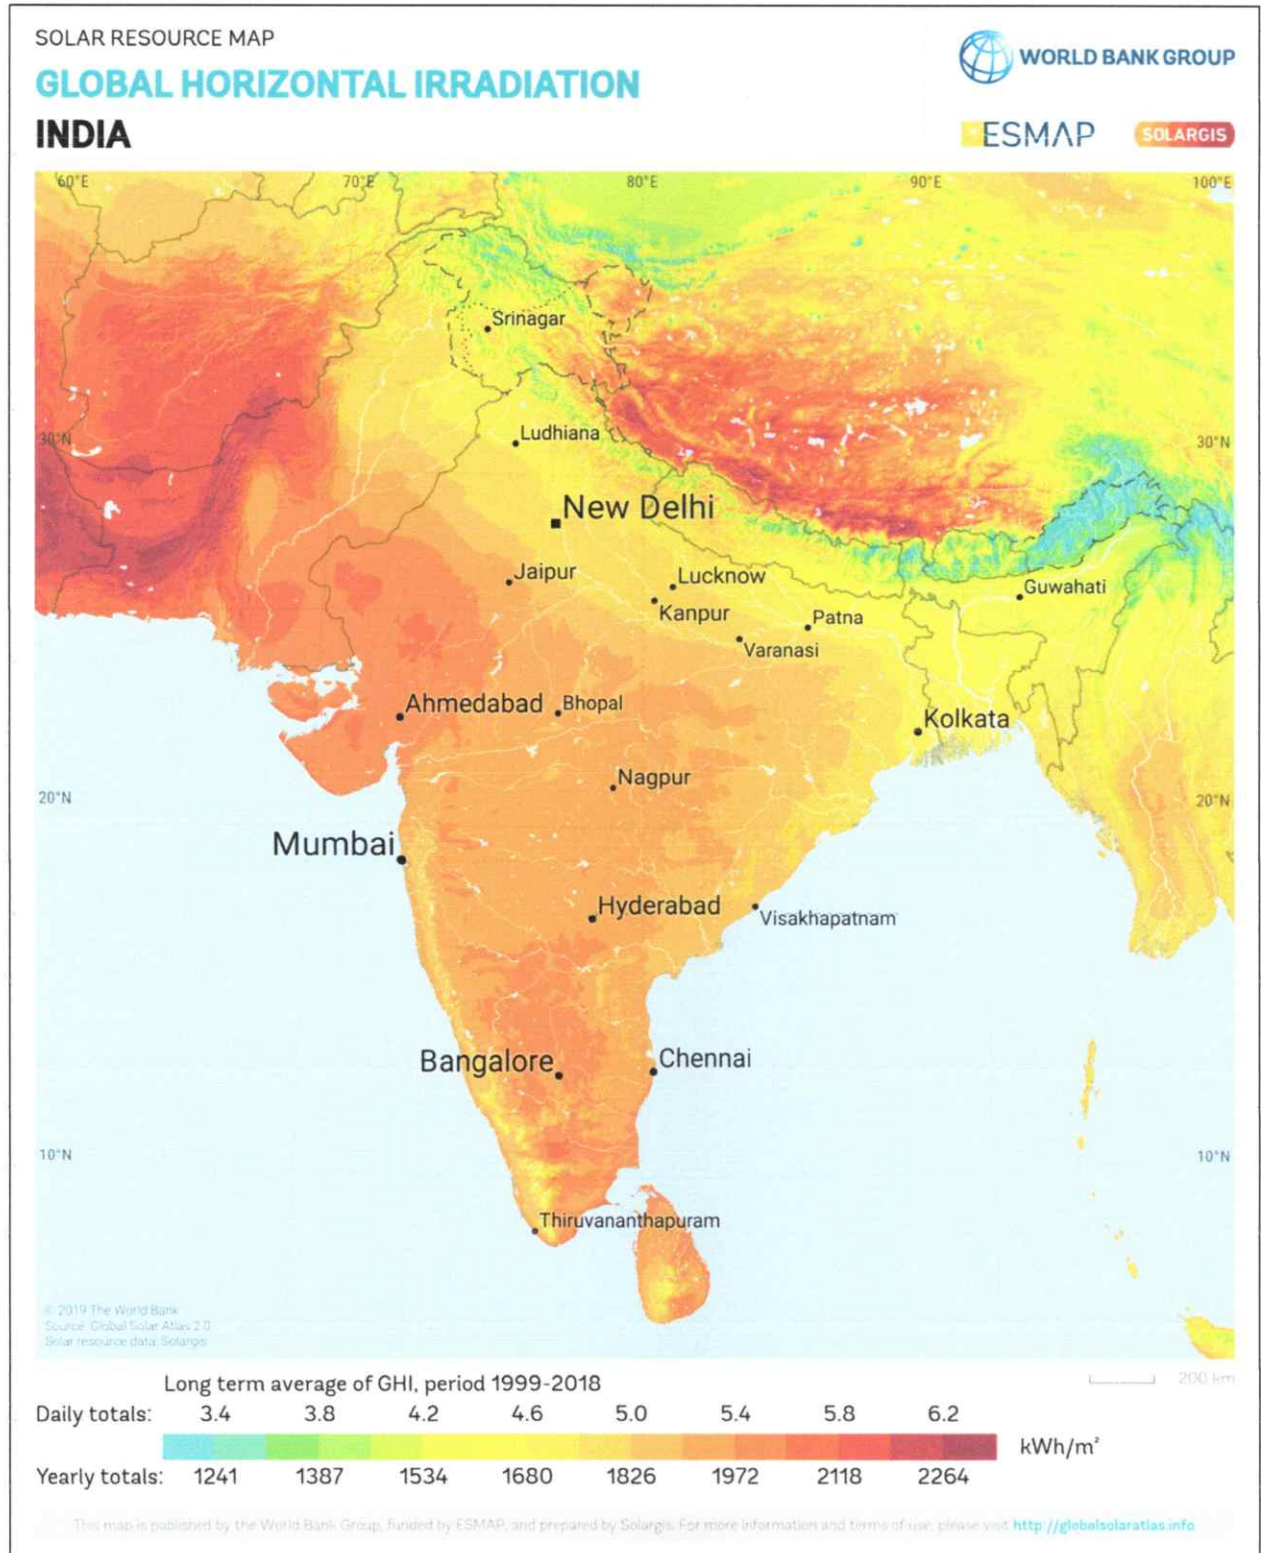 SOLAR RESOURCE MAP
GLOBAL HORIZONTAL IRRADIATION
INDIA
WORLD BANK GROUP
ESMAP
SOLARGIS
60°E
70°E
80°E
90°E
100°E
Srinagar
Ludhiana
30°N
30°N
New Delhi
Jaipur
Lucknow
Kanpur
Guwahati
Patna
Varanasi
Ahmedabad
Bhopal
Kolkata
Nagpur
20°N
20°N
Mumbai
Hyderabad
Visakhapatnam
Bangalore
Chennai
10°N
10°N
Thiruvananthapuram
© 2019 The World Bank
Source: Global Solar Atlas 2.0
Solar resource data: Solargis
200 km
Long term average of GHI, period 1999-2018
Daily totals: 3.4 3.8 4.2 4.6 5.0 5.4 5.8 6.2
kWh/m²
Yearly totals: 1241 1387 1534 1680 1826 1972 2118 2264
This map is published by the World Bank Group, funded by ESMAP, and prepared by Solargis. For more information and terms of use, please visit http://globalsolaratlas.info